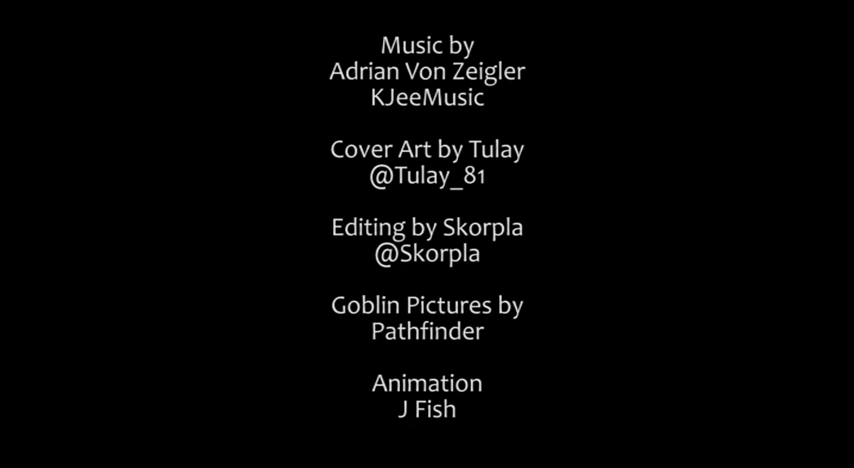 Music by
Adrian Von Zeigler
KJeeMusic
Cover Art by Tulay
@Tulay_81
Editing by Skorpla
@Skorpla
Goblin Pictures by
Pathfinder
Animation
J Fish